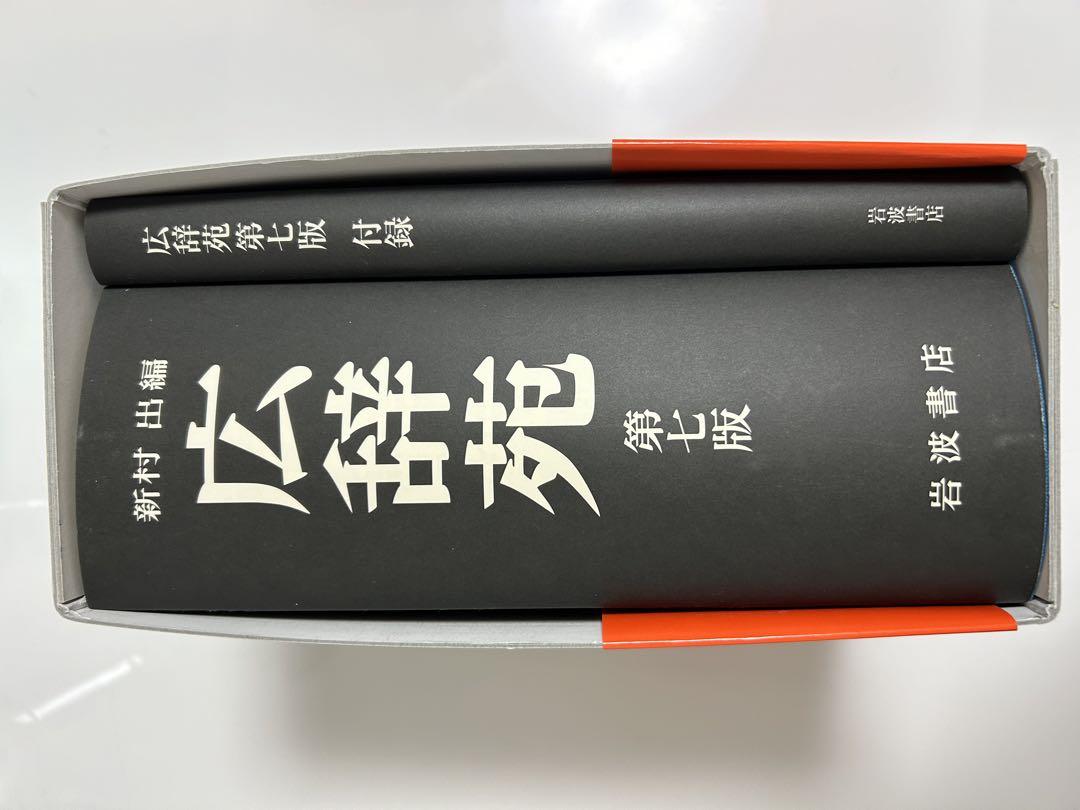 広辞苑第七版 付録
岩波書店
新村 出編
広辞苑
第七版
岩波書店